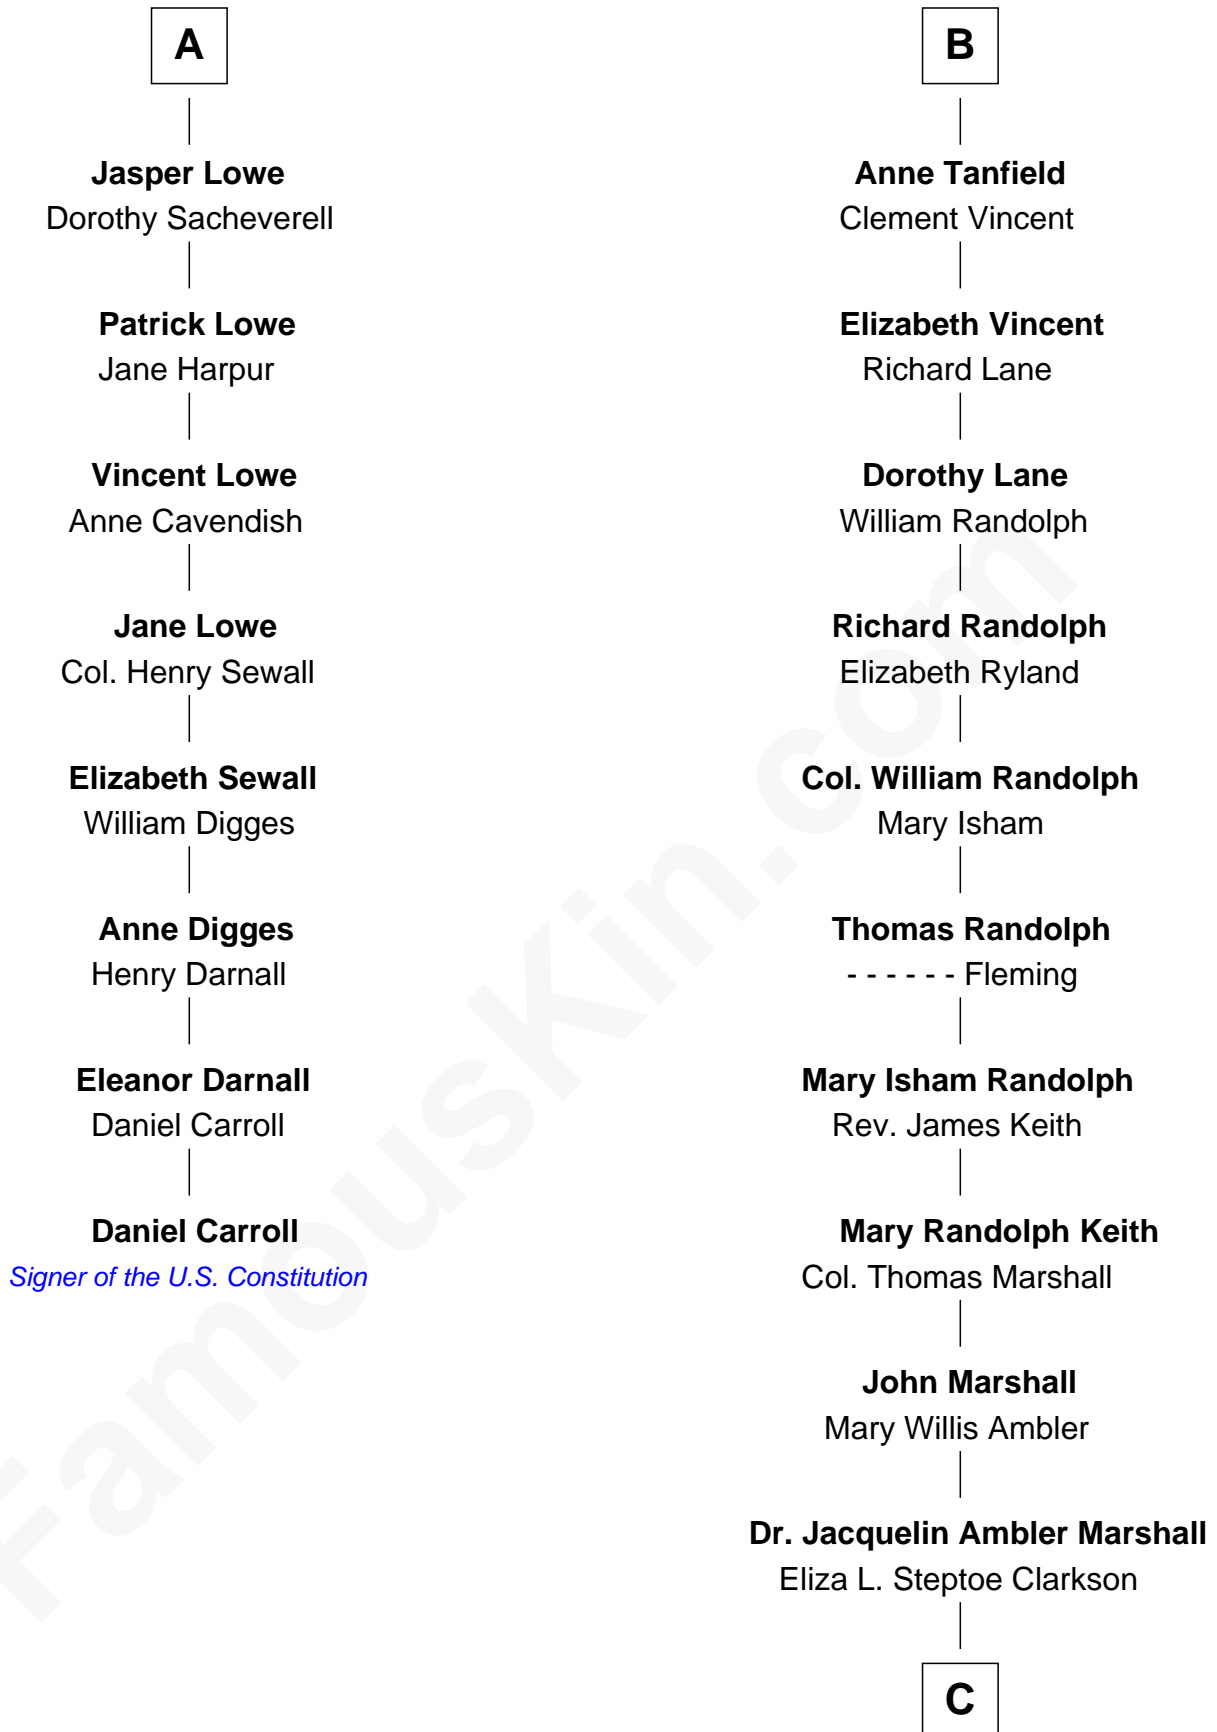 A
Jasper Lowe
Dorothy Sacheverell
Patrick Lowe
Jane Harpur
Vincent Lowe
Anne Cavendish
Jane Lowe
Col. Henry Sewall
Elizabeth Sewall
William Digges
Anne Digges
Henry Darnall
Eleanor Darnall
Daniel Carroll
Daniel Carroll
Signer of the U.S. Constitution
B
Anne Tanfield
Clement Vincent
Elizabeth Vincent
Richard Lane
Dorothy Lane
William Randolph
Richard Randolph
Elizabeth Ryland
Col. William Randolph
Mary Isham
Thomas Randolph
- - - - - - Fleming
Mary Isham Randolph
Rev. James Keith
Mary Randolph Keith
Col. Thomas Marshall
John Marshall
Mary Willis Ambler
Dr. Jacquelin Ambler Marshall
Eliza L. Steptoe Clarkson
C
FamousKin.com